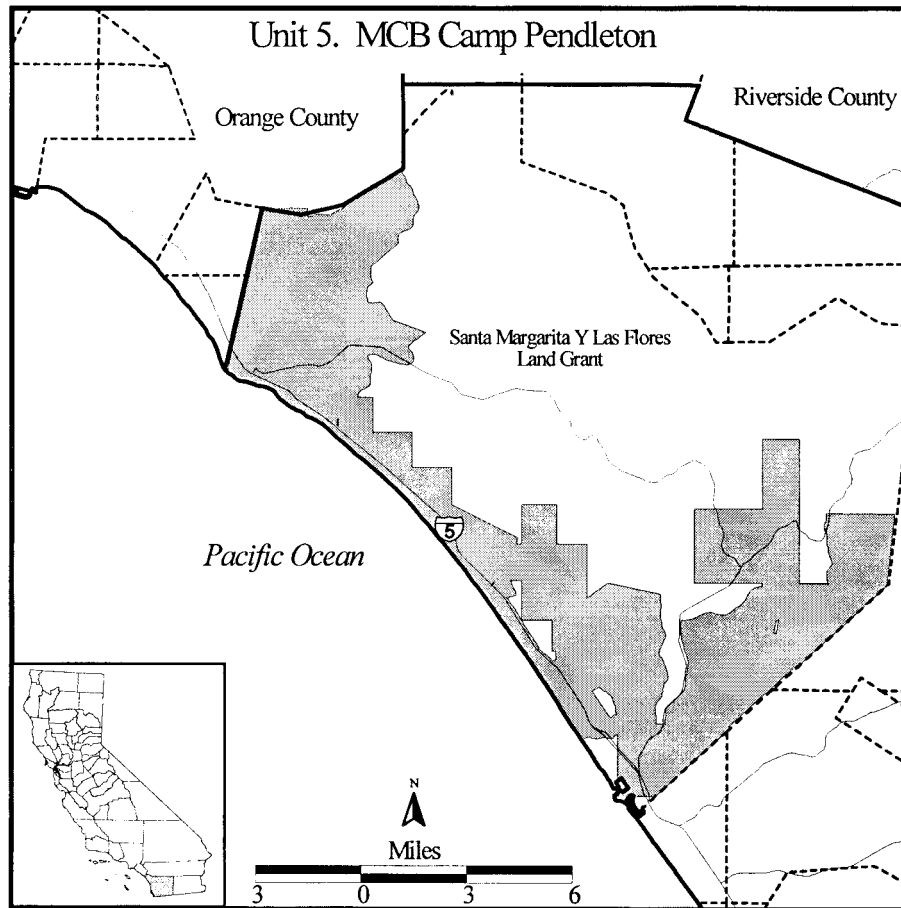 Unit 5. MCB Camp Pendleton
Orange County
Riverside County
Santa Margarita Y Las Flores
Land Grant
5
Pacific Ocean
N
Miles
3 0 3 6